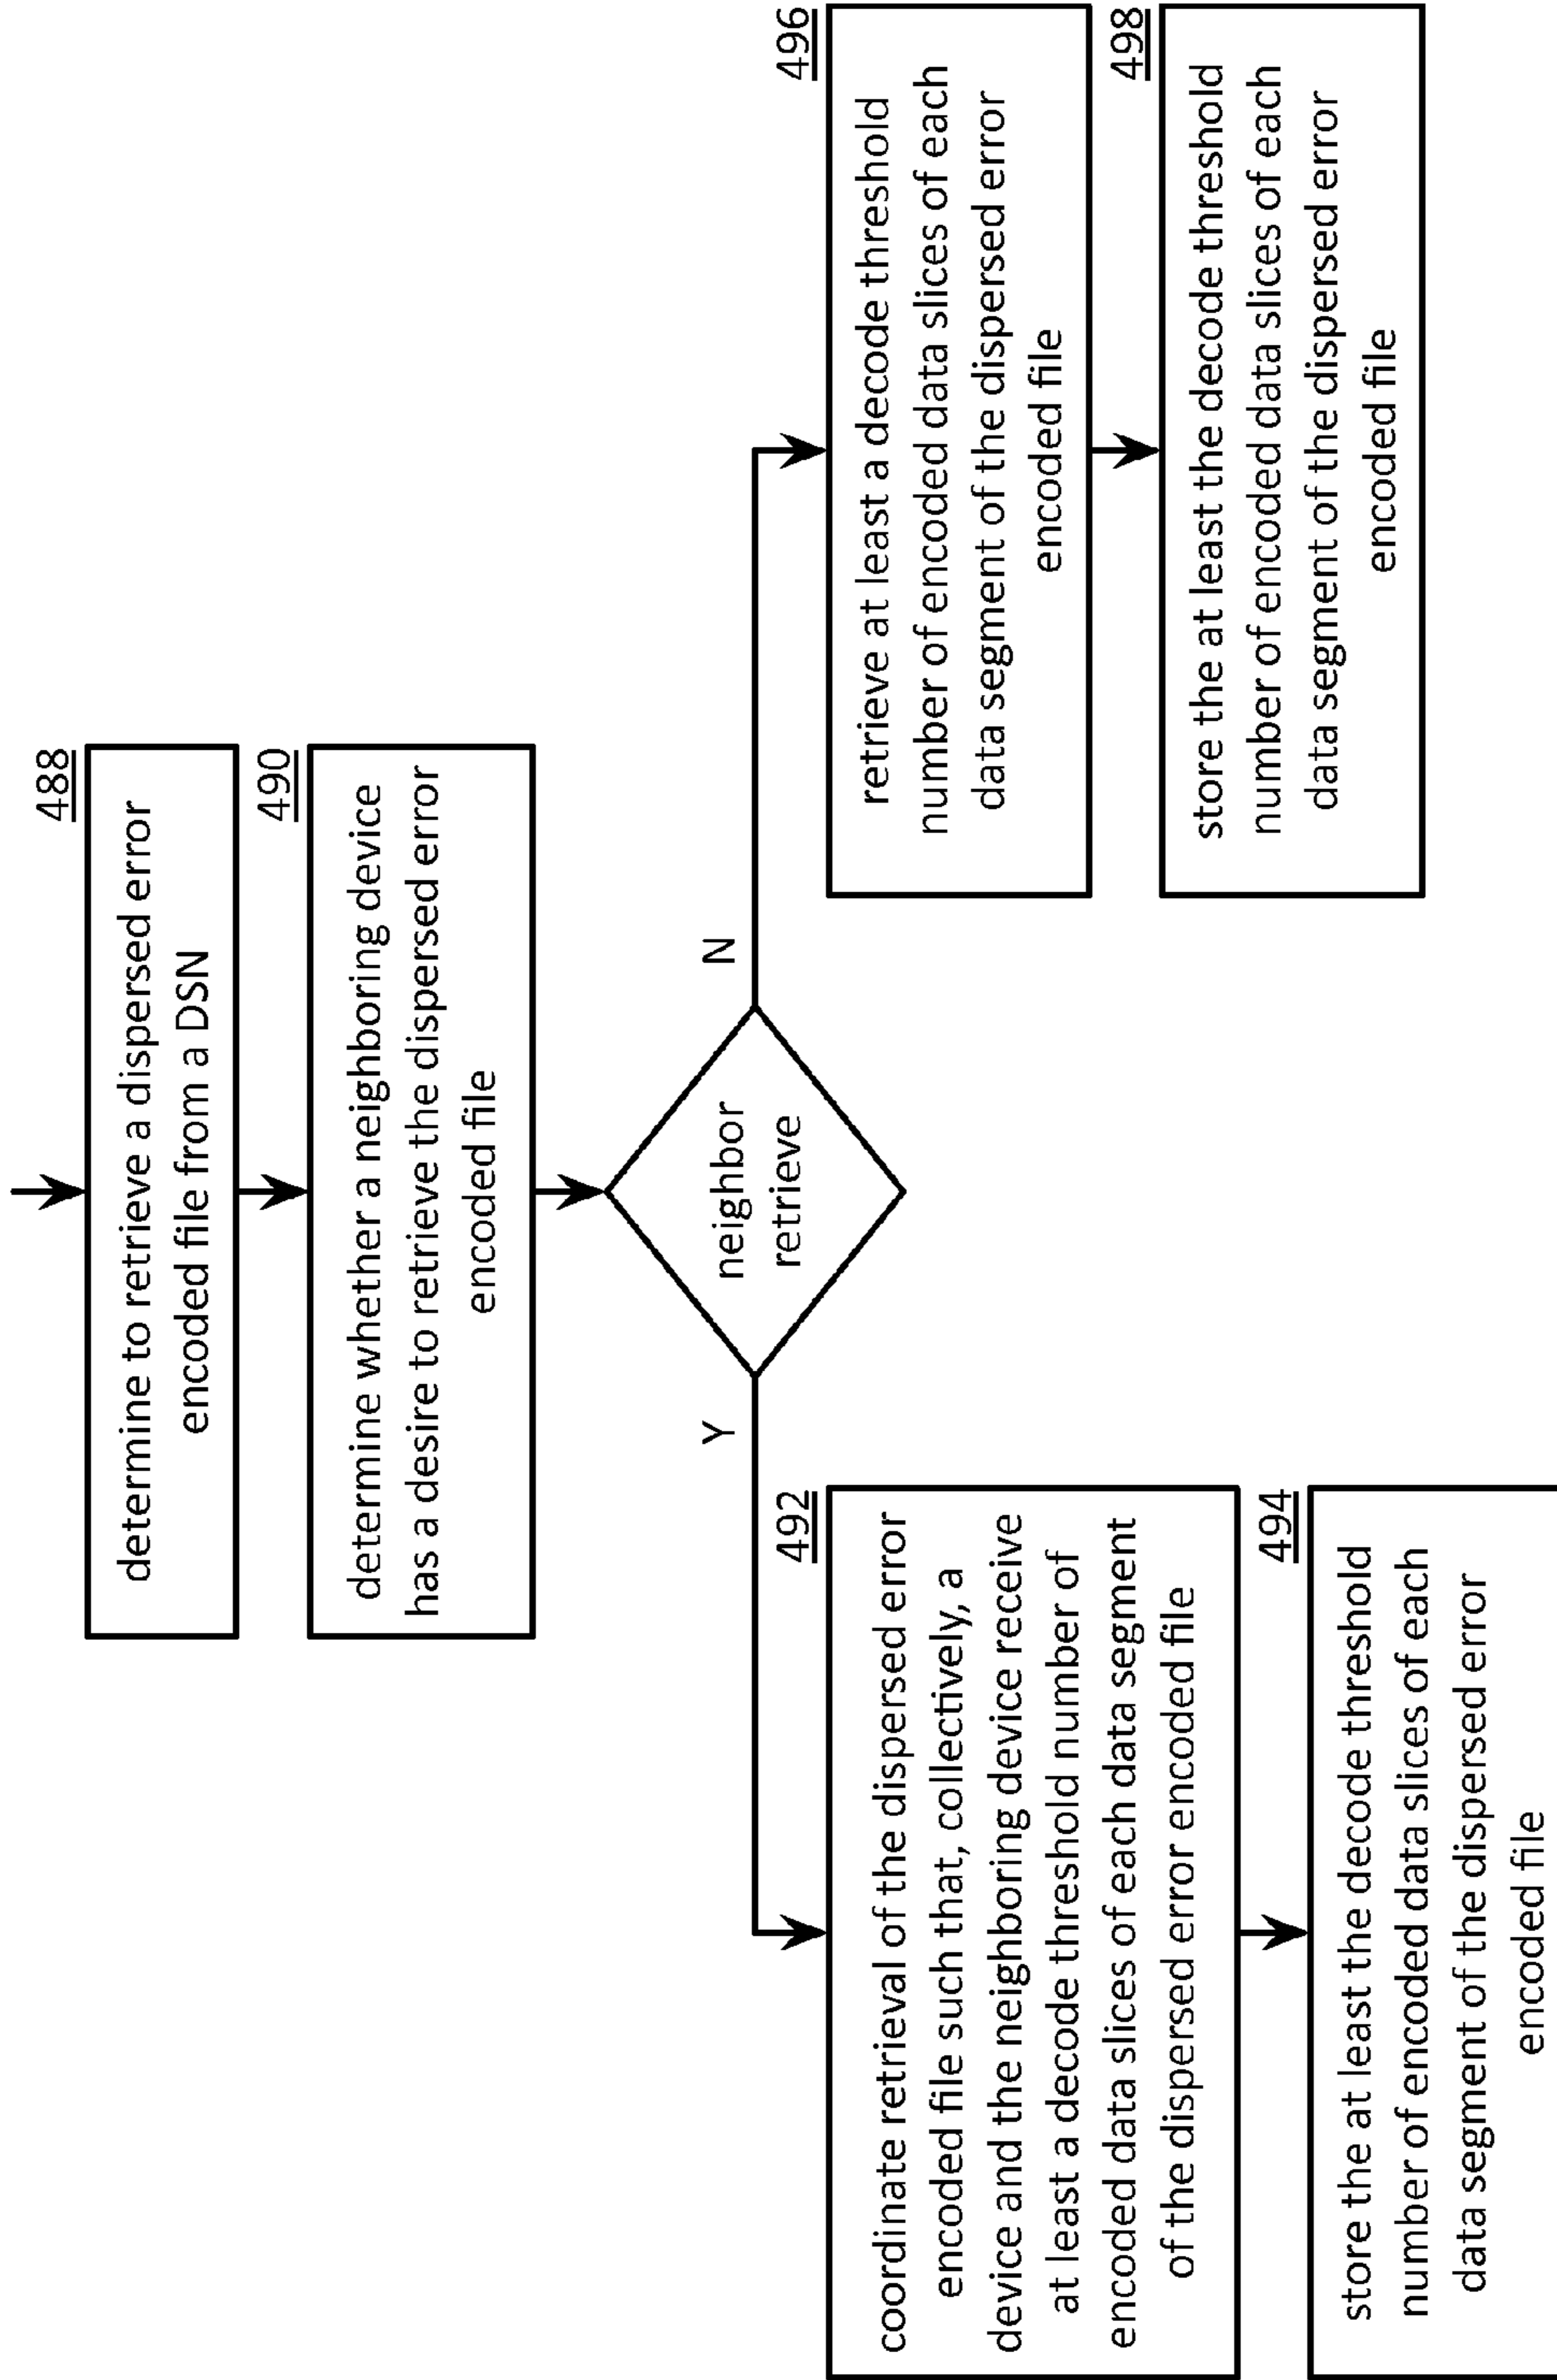 488
determine to retrieve a dispersed error
encoded file from a DSN
490
determine whether a neighboring device
has a desire to retrieve the dispersed error
encoded file
neighbor
retrieve
Y
N
492
coordinate retrieval of the dispersed error
encoded file such that, collectively, a
device and the neighboring device receive
at least a decode threshold number of
encoded data slices of each data segment
of the dispersed error encoded file
494
store the at least the decode threshold
number of encoded data slices of each
data segment of the dispersed error
encoded file
496
retrieve at least a decode threshold
number of encoded data slices of each
data segment of the dispersed error
encoded file
498
store the at least the decode threshold
number of encoded data slices of each
data segment of the dispersed error
encoded file